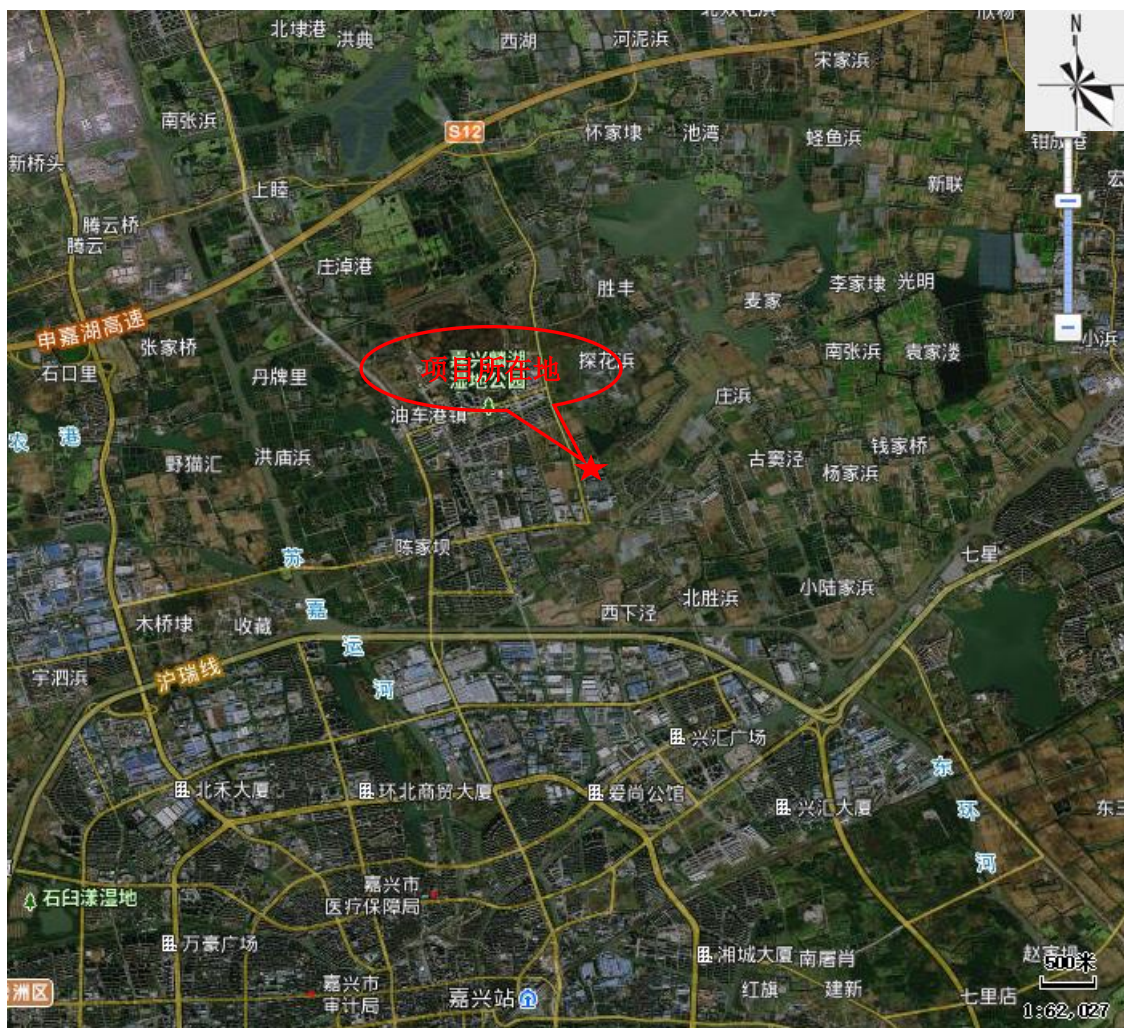 北埭港
洪典
西湖
河泥浜
宋家浜
N
南张浜
S12
怀家埭
池湾
蛏鱼浜
新桥头
上睦
新联
腾云桥
腾云
庄淖港
胜丰
麦家
李家埭
光明
申嘉湖高速
张家桥
项目所在地
探花浜
南张浜
袁家溇
小浜
石口里
丹牌里
油车港镇
庄浜
农港
野猫汇
洪庙浜
古窦泾
钱家桥
杨家浜
陈家坝
七星
苏嘉运河
小陆家浜
北胜浜
西下泾
木桥埭
收藏
宇泗浜
沪瑞线
兴汇广场
北禾大厦
环北商贸大厦
爱尚公馆
兴汇大厦
东环河
石臼漾湿地
嘉兴市
医疗保障局
万豪广场
湘城大厦
南厝肖
500米
嘉兴市
审计局
嘉兴站
红旗
建新
七里店
洲区
1:62,027